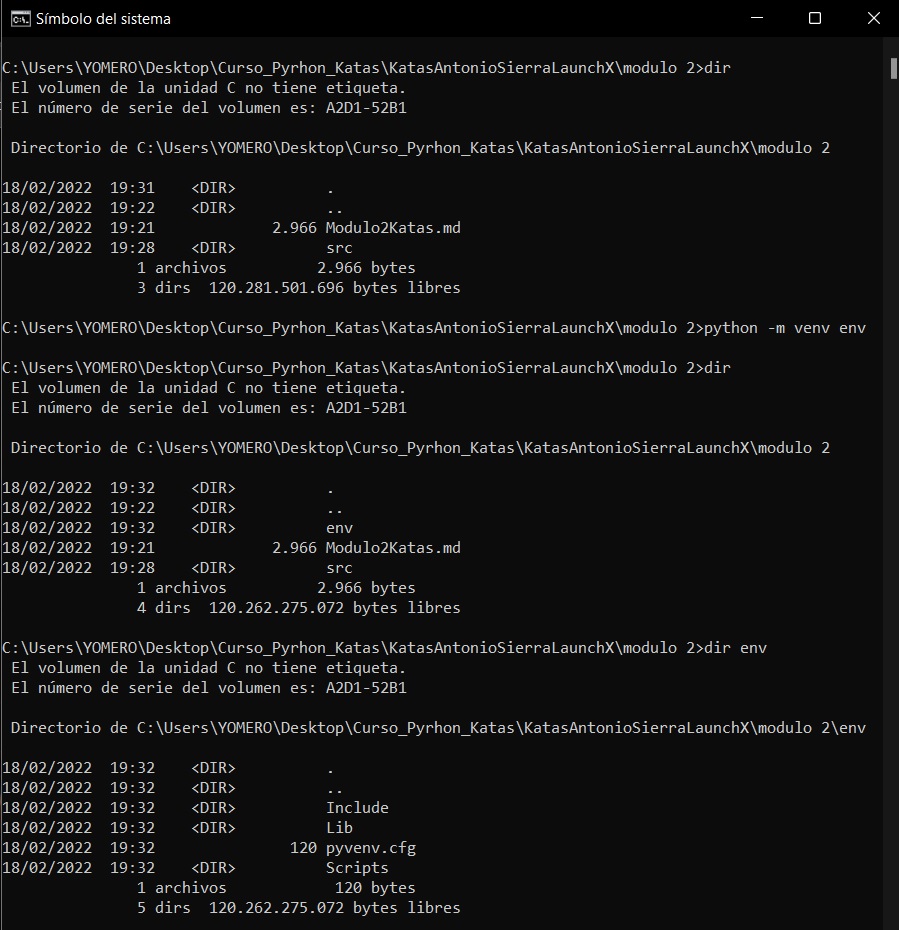 Símbolo del sistema
C:\Users\YOMERO\Desktop\Curso_Pyrhon_Katas\KatasAntonioSierraLaunchX\modulo 2>dir
 El volumen de la unidad C no tiene etiqueta.
 El número de serie del volumen es: A2D1-52B1

 Directorio de C:\Users\YOMERO\Desktop\Curso_Pyrhon_Katas\KatasAntonioSierraLaunchX\modulo 2

18/02/2022  19:31    <DIR>          .
18/02/2022  19:22    <DIR>          ..
18/02/2022  19:21             2.966 Modulo2Katas.md
18/02/2022  19:28    <DIR>          src
               1 archivos          2.966 bytes
               3 dirs  120.281.501.696 bytes libres

C:\Users\YOMERO\Desktop\Curso_Pyrhon_Katas\KatasAntonioSierraLaunchX\modulo 2>python -m venv env

C:\Users\YOMERO\Desktop\Curso_Pyrhon_Katas\KatasAntonioSierraLaunchX\modulo 2>dir
 El volumen de la unidad C no tiene etiqueta.
 El número de serie del volumen es: A2D1-52B1

 Directorio de C:\Users\YOMERO\Desktop\Curso_Pyrhon_Katas\KatasAntonioSierraLaunchX\modulo 2

18/02/2022  19:32    <DIR>          .
18/02/2022  19:22    <DIR>          ..
18/02/2022  19:32    <DIR>          env
18/02/2022  19:21             2.966 Modulo2Katas.md
18/02/2022  19:28    <DIR>          src
               1 archivos          2.966 bytes
               4 dirs  120.262.275.072 bytes libres

C:\Users\YOMERO\Desktop\Curso_Pyrhon_Katas\KatasAntonioSierraLaunchX\modulo 2>dir env
 El volumen de la unidad C no tiene etiqueta.
 El número de serie del volumen es: A2D1-52B1

 Directorio de C:\Users\YOMERO\Desktop\Curso_Pyrhon_Katas\KatasAntonioSierraLaunchX\modulo 2\env

18/02/2022  19:32    <DIR>          .
18/02/2022  19:32    <DIR>          ..
18/02/2022  19:32    <DIR>          Include
18/02/2022  19:32    <DIR>          Lib
18/02/2022  19:32               120 pyvenv.cfg
18/02/2022  19:32    <DIR>          Scripts
               1 archivos            120 bytes
               5 dirs  120.262.275.072 bytes libres